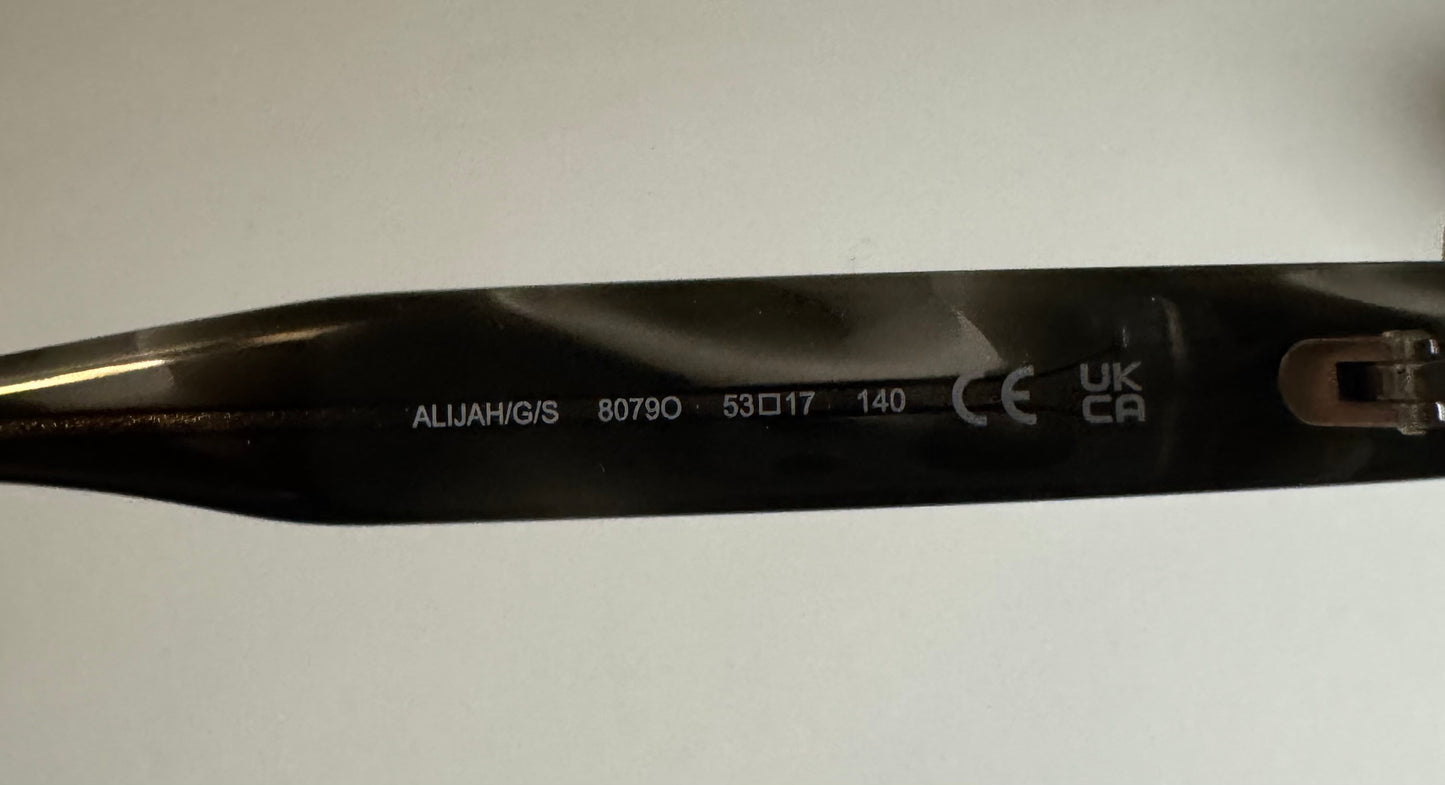 ALIJAH/G/S 8079O 53□17 140 CE UK
CA